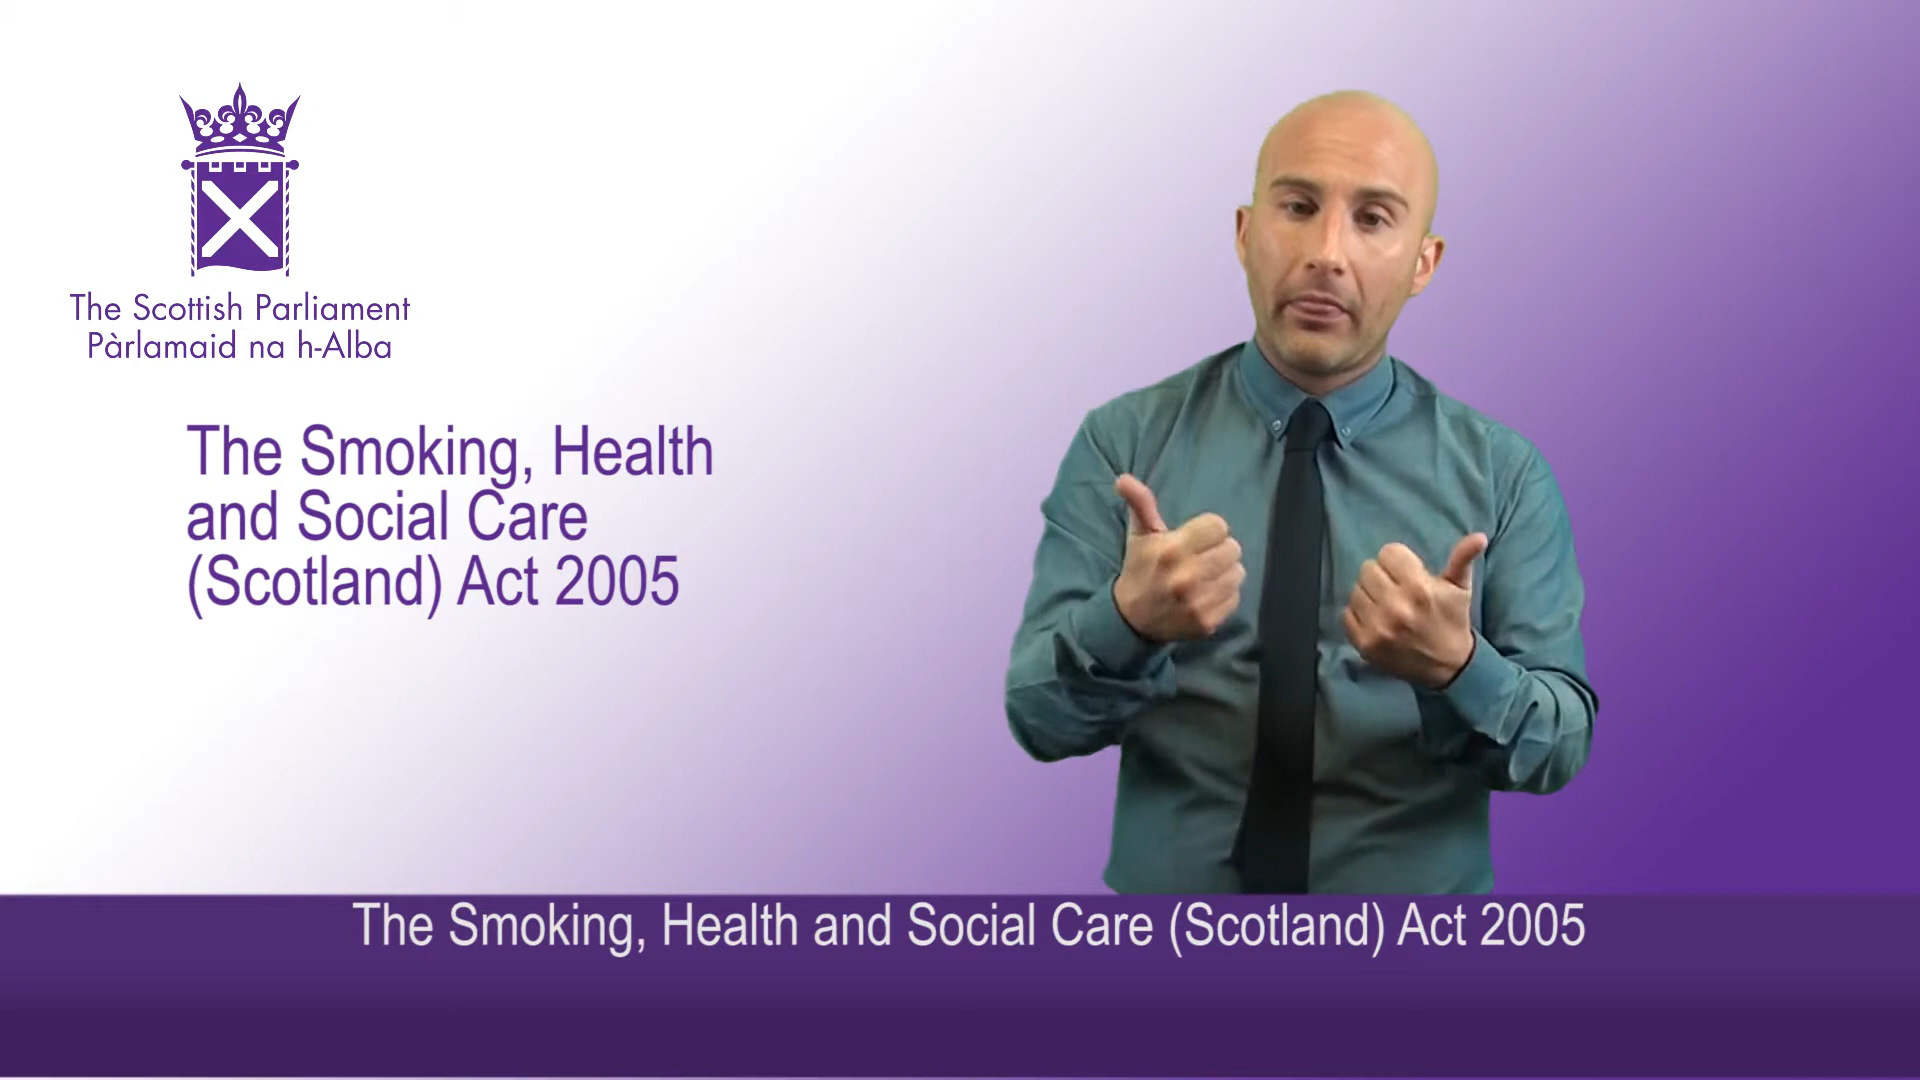 The Scottish Parliament
Pàrlamaid na h-Alba
The Smoking, Health
and Social Care
(Scotland) Act 2005
The Smoking, Health and Social Care (Scotland) Act 2005